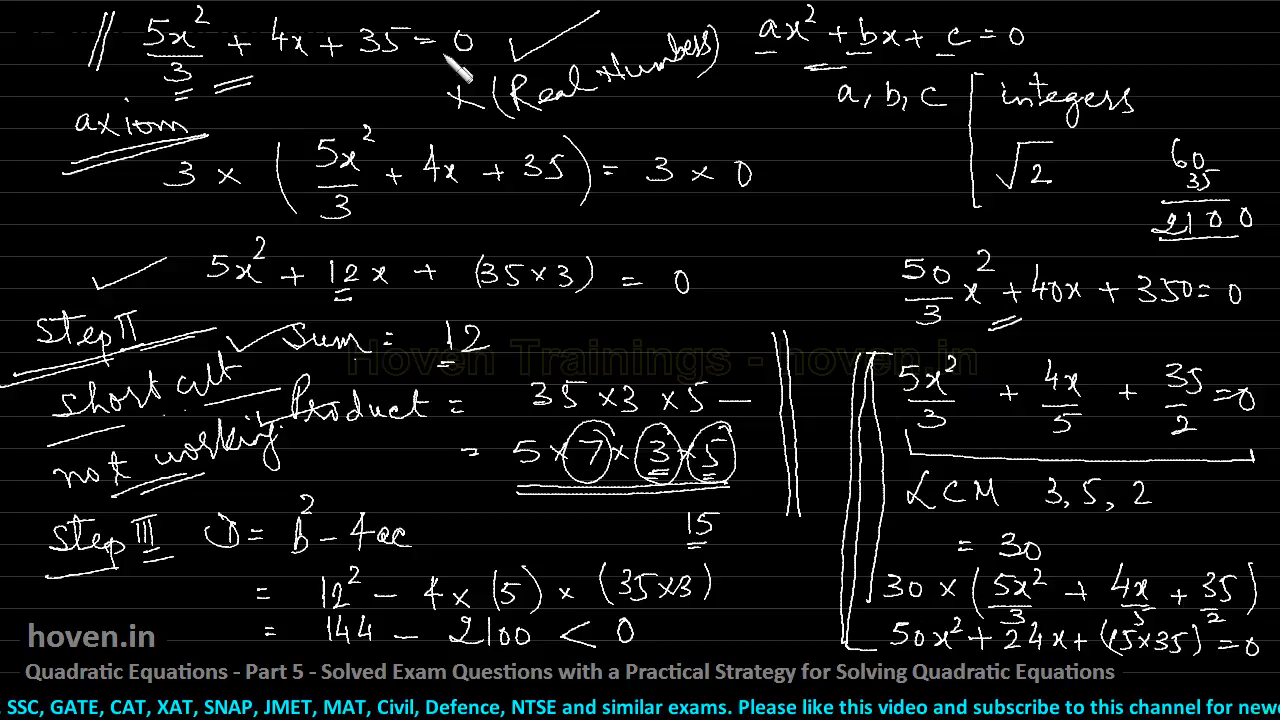 // 5x²/3 + 4x + 35 = 0 ✓
x (Real Numbers)
ax² + bx + c = 0
a, b, c [ integers
√2
axiom
3 × (5x²/3 + 4x + 35) = 3 × 0
60
35
2100
✓ 5x² + 12x + (35×3) = 0
50/3 x² + 40x + 350 = 0
Step II
✓ Sum = 12
Hoven Trainings - hoven.in
short cut
Product = 35 × 3 × 5 —
not working
= 5 × 7 × 3 × 5
15
5x²/3 + 4x/5 + 35/2 = 0
LCM 3, 5, 2
= 30
30 × (5x²/3 + 4x/5 + 35/2)
50x² + 24x + (15×35) = 0
Step III D = b² - 4ac
= 12² - 4 × (5) × (35×3)
= 144 - 2100 < 0
hoven.in
Quadratic Equations - Part 5 - Solved Exam Questions with a Practical Strategy for Solving Quadratic Equations
SSC, GATE, CAT, XAT, SNAP, JMET, MAT, Civil, Defence, NTSE and similar exams. Please like this video and subscribe to this channel for new